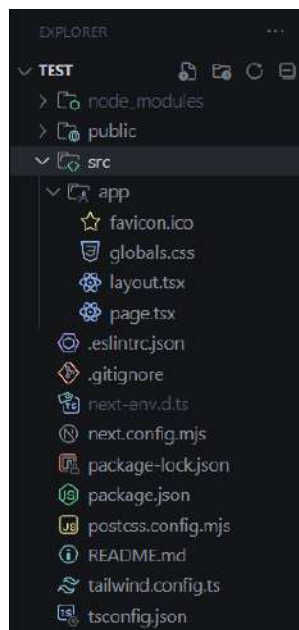 EXPLORER
TEST
node_modules
public
src
app
favicon.ico
globals.css
layout.tsx
page.tsx
.eslintrc.json
.gitignore
next-env.d.ts
next.config.mjs
package-lock.json
package.json
postcss.config.mjs
README.md
tailwind.config.ts
tsconfig.json